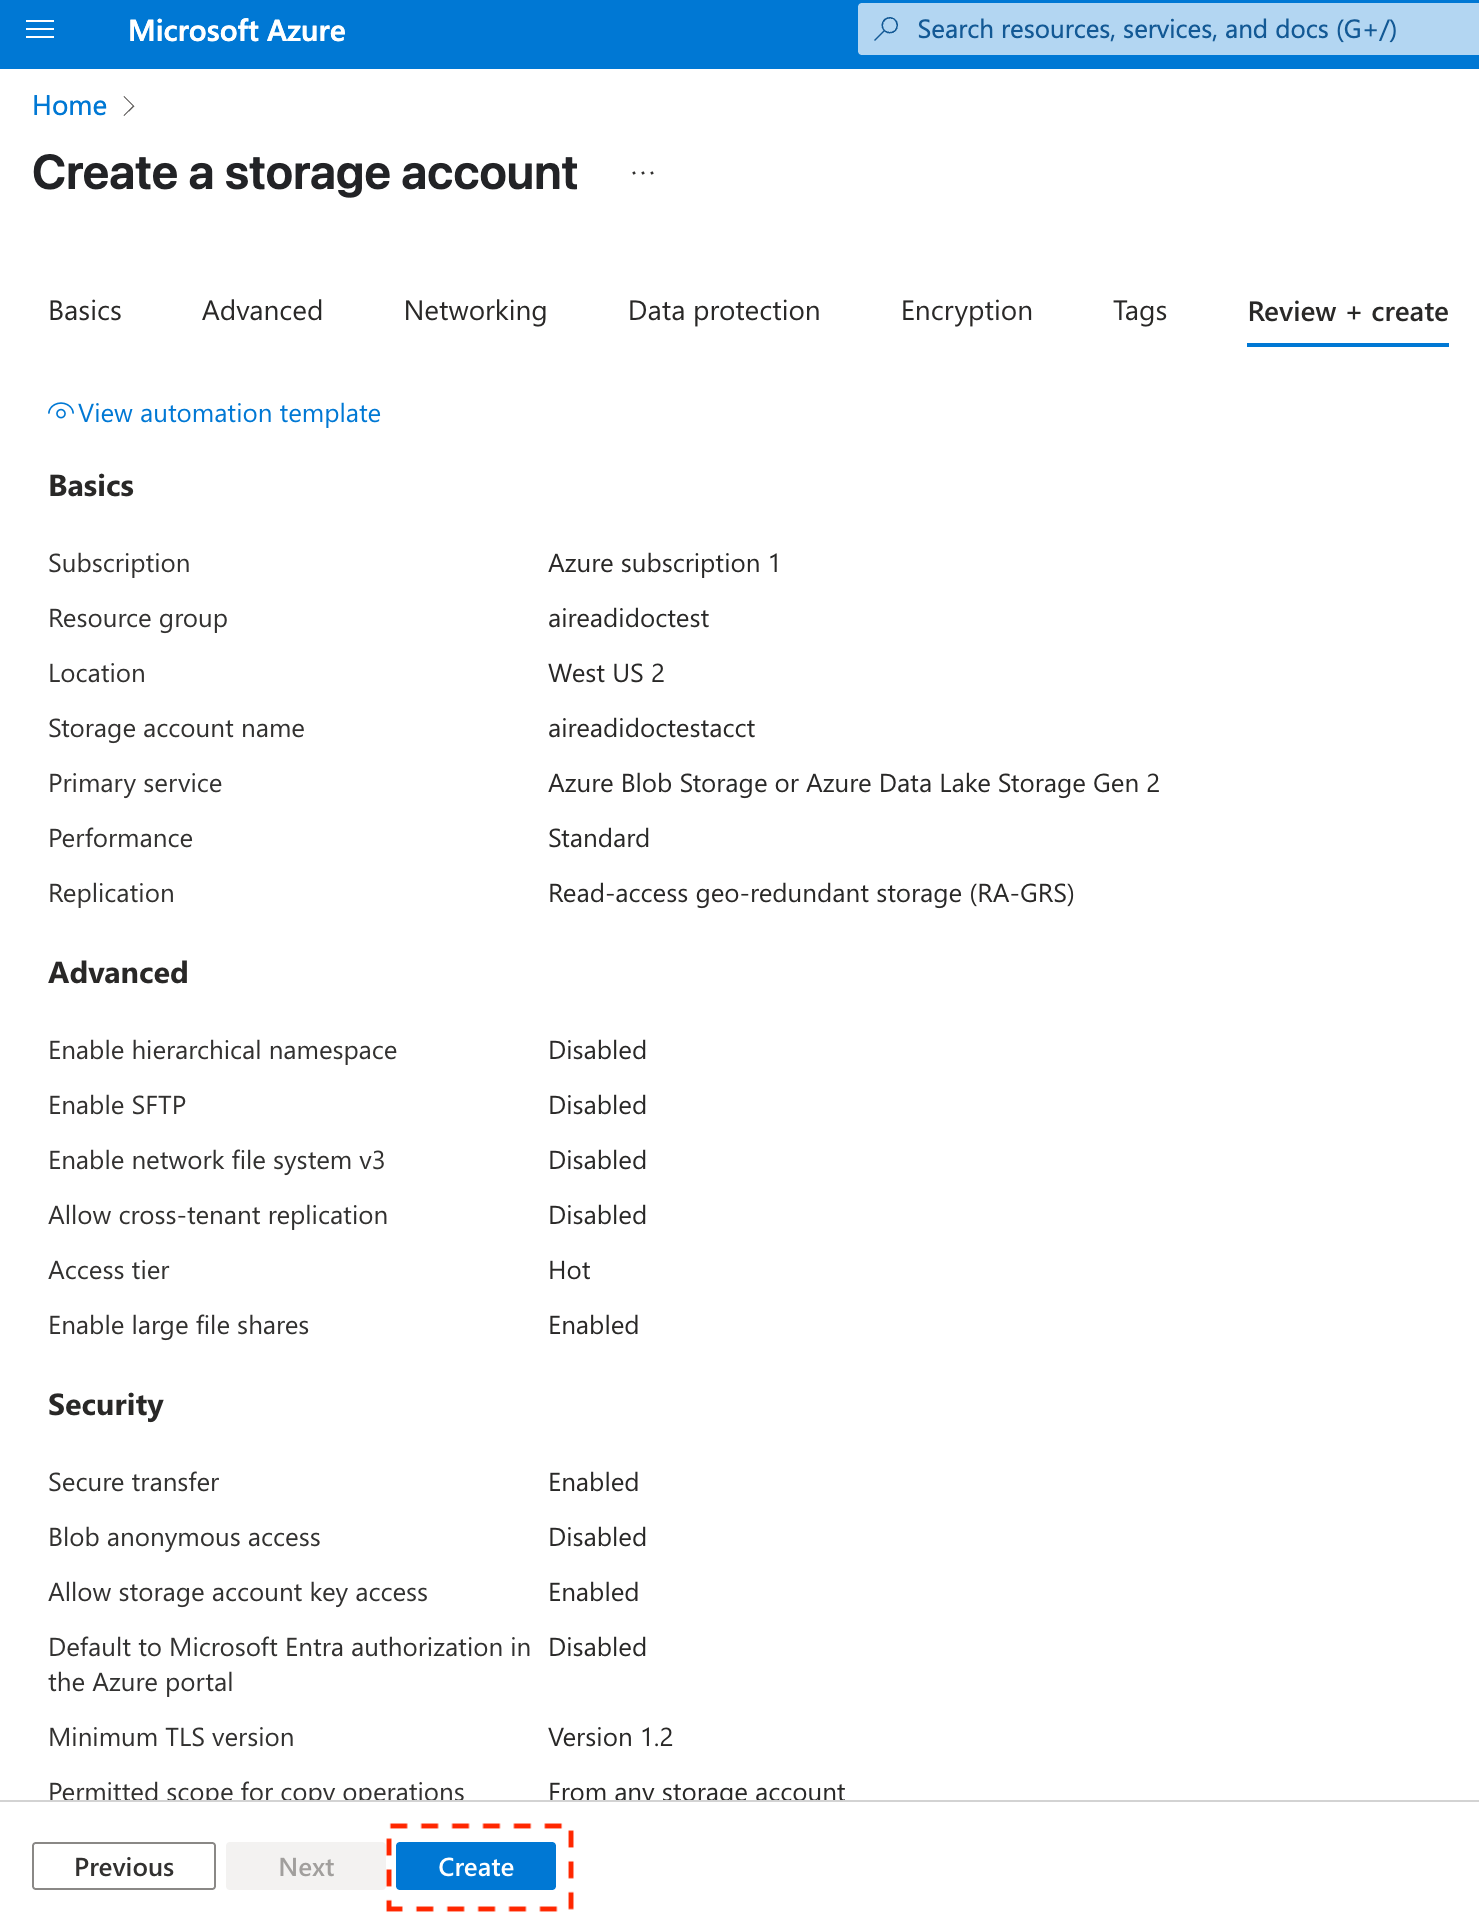 Microsoft Azure
Search resources, services, and docs (G+/)
Home
Create a storage account ...
Basics Advanced Networking Data protection Encryption Tags Review + create
View automation template
Basics
Subscription Azure subscription 1
Resource group aireadidoctest
Location West US 2
Storage account name aireadidoctestacct
Primary service Azure Blob Storage or Azure Data Lake Storage Gen 2
Performance Standard
Replication Read-access geo-redundant storage (RA-GRS)
Advanced
Enable hierarchical namespace Disabled
Enable SFTP Disabled
Enable network file system v3 Disabled
Allow cross-tenant replication Disabled
Access tier Hot
Enable large file shares Enabled
Security
Secure transfer Enabled
Blob anonymous access Disabled
Allow storage account key access Enabled
Default to Microsoft Entra authorization in Disabled
the Azure portal
Minimum TLS version Version 1.2
Permitted scope for copy operations From any storage account
Previous Next Create